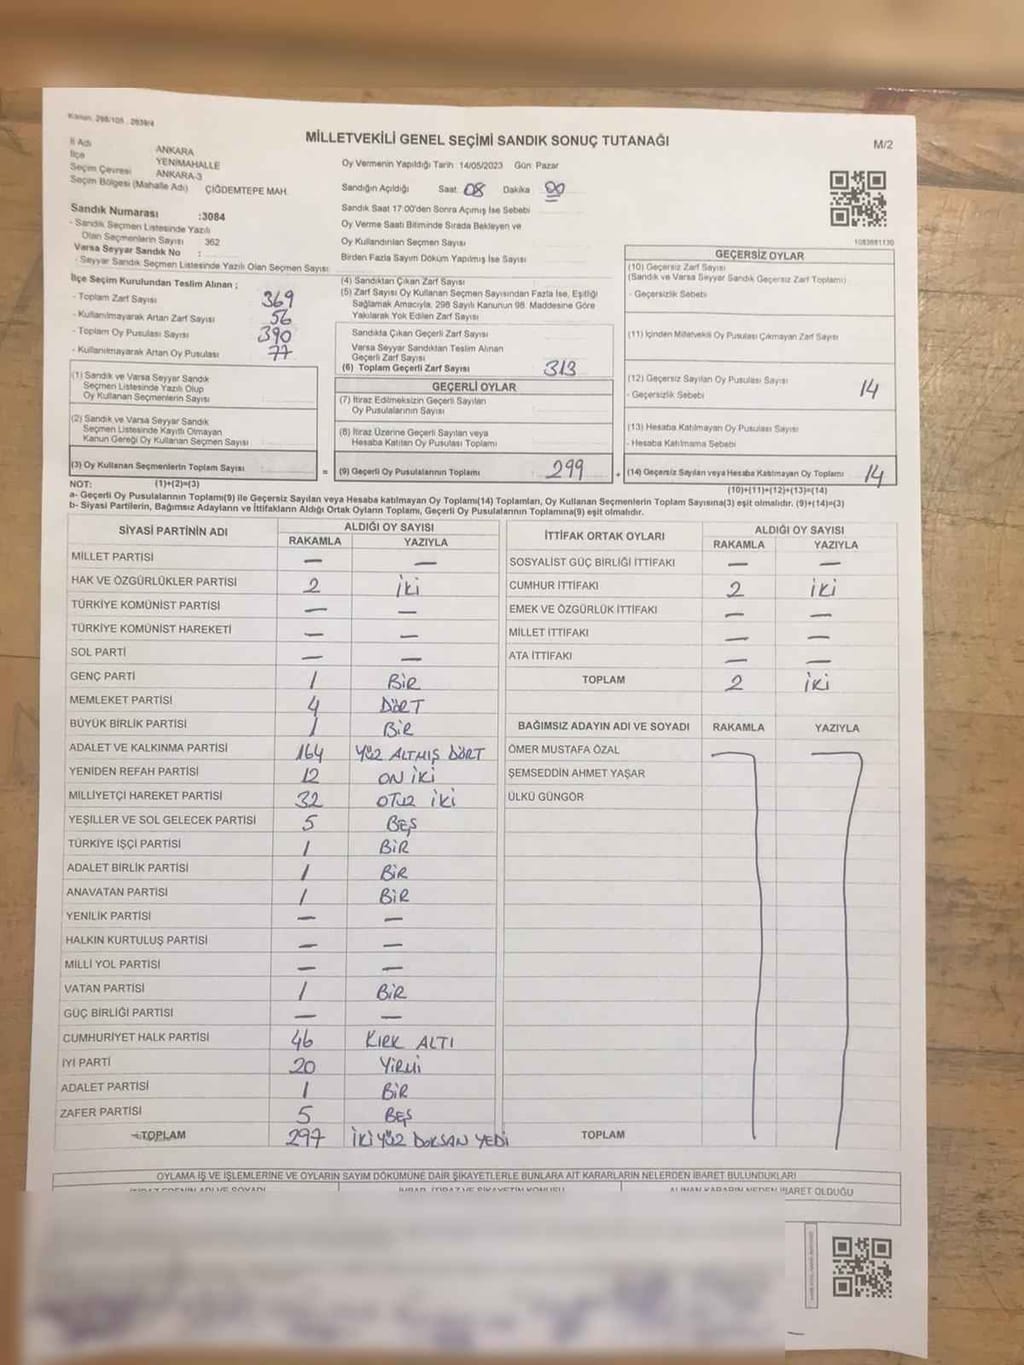 Kanun: 298/105 , 2839/4
MİLLETVEKİLİ GENEL SEÇİMİ SANDIK SONUÇ TUTANAĞI
M/2
İl Adı ANKARA
İlçe YENİMAHALLE
Seçim Çevresi ANKARA-3
Seçim Bölgesi (Mahalle Adı) ÇİĞDEMTEPE MAH.
Oy Vermenin Yapıldığı Tarih : 14/05/2023 Gün: Pazar
Sandığın Açıldığı Saat: 08 Dakika 00
Sandık Saat 17:00'den Sonra Açımış İse Sebebi
Oy Verme Saati Bitiminde Sırada Bekleyen ve
Oy Kullandırılan Seçmen Sayısı
Birden Fazla Sayım Döküm Yapılmış İse Sayısı
1083881130
Sandık Numarası :3084
- Sandık Seçmen Listesinde Yazılı
Olan Seçmenlerin Sayısı 362
Varsa Seyyar Sandık No :
- Seyyar Sandık Seçmen Listesinde Yazılı Olan Seçmen Sayısı
İlçe Seçim Kurulundan Teslim Alınan ;
- Toplam Zarf Sayısı 369
- Kullanılmayarak Artan Zarf Sayısı 56
- Toplam Oy Pusulası Sayısı 390
- Kullanılmayarak Artan Oy Pusulası 77
(1) Sandık ve Varsa Seyyar Sandık
Seçmen Listesinde Yazılı Olup
Oy Kullanan Seçmenlerin Sayısı
(2) Sandık ve Varsa Seyyar Sandık
Seçmen Listesinde Kayıtlı Olmayan
Kanun Gereği Oy Kullanan Seçmen Sayısı
(3) Oy Kullanan Seçmenlerin Toplam Sayısı
(4) Sandıktan Çıkan Zarf Sayısı
(5) Zarf Sayısı Oy Kullanan Seçmen Sayısından Fazla İse, Eşitliği
Sağlamak Amacıyla, 298 Sayılı Kanunun 98. Maddesine Göre
Yakılarak Yok Edilen Zarf Sayısı
Sandıkta Çıkan Geçerli Zarf Sayısı
Varsa Seyyar Sandıktan Teslim Alınan
Geçerli Zarf Sayısı
(6) Toplam Geçerli Zarf Sayısı 313
GEÇERLİ OYLAR
(7) İtiraz Edilmeksizin Geçerli Sayılan
Oy Pusulalarının Sayısı
(8) İtiraz Üzerine Geçerli Sayılan veya
Hesaba Katılan Oy Pusulası Toplamı
= (9) Geçerli Oy Pusulalarının Toplamı 299
GEÇERSİZ OYLAR
(10) Geçersiz Zarf Sayısı
(Sandık ve Varsa Seyyar Sandık Geçersiz Zarf Toplamı)
- Geçersizlik Sebebi
(11) İçinden Milletvekili Oy Pusulası Çıkmayan Zarf Sayısı
(12) Geçersiz Sayılan Oy Pusulası Sayısı 14
- Geçersizlik Sebebi
(13) Hesaba Katılmayan Oy Pusulası Sayısı
- Hesaba Katılmama Sebebi
+ (14) Geçersiz Sayılan veya Hesaba Katılmayan Oy Toplamı 14
NOT: (1)+(2)=(3)
(10)+(11)+(12)+(13)=(14)
a- Geçerli Oy Pusulalarının Toplamı(9) ile Geçersiz Sayılan veya Hesaba katılmayan Oy Toplamı(14) Toplamları, Oy Kullanan Seçmenlerin Toplam Sayısına(3) eşit olmalıdır. (9)+(14)=(3)
b- Siyasi Partilerin, Bağımsız Adayların ve İttifakların Aldığı Ortak Oyların Toplamı, Geçerli Oy Pusulalarının Toplamına(9) eşit olmalıdır.
SİYASİ PARTİNİN ADI ALDIĞI OY SAYISI
RAKAMLA YAZIYLA
MİLLET PARTİSİ — —
HAK VE ÖZGÜRLÜKLER PARTİSİ 2 İki
TÜRKİYE KOMÜNİST PARTİSİ — —
TÜRKİYE KOMÜNİST HAREKETİ — —
SOL PARTİ — —
GENÇ PARTİ 1 BİR
MEMLEKET PARTİSİ 4 DÖRT
BÜYÜK BİRLİK PARTİSİ 1 BİR
ADALET VE KALKINMA PARTİSİ 164 YÜZ ALTMIŞ DÖRT
YENİDEN REFAH PARTİSİ 12 ON İKİ
MİLLİYETÇİ HAREKET PARTİSİ 32 OTUZ İKİ
YEŞİLLER VE SOL GELECEK PARTİSİ 5 BEŞ
TÜRKİYE İŞÇİ PARTİSİ 1 BİR
ADALET BİRLİK PARTİSİ 1 BİR
ANAVATAN PARTİSİ 1 BİR
YENİLİK PARTİSİ — —
HALKIN KURTULUŞ PARTİSİ — —
MİLLİ YOL PARTİSİ — —
VATAN PARTİSİ 1 BİR
GÜÇ BİRLİĞİ PARTİSİ — —
CUMHURİYET HALK PARTİSİ 46 KIRK ALTI
İYİ PARTİ 20 YİRMİ
ADALET PARTİSİ 1 BİR
ZAFER PARTİSİ 5 BEŞ
TOPLAM 297 İKİ YÜZ DOKSAN YEDİ
İTTİFAK ORTAK OYLARI ALDIĞI OY SAYISI
RAKAMLA YAZIYLA
SOSYALİST GÜÇ BİRLİĞİ İTTİFAKI — —
CUMHUR İTTİFAKI 2 İKİ
EMEK VE ÖZGÜRLÜK İTTİFAKI — —
MİLLET İTTİFAKI — —
ATA İTTİFAKI — —
TOPLAM 2 İKİ
BAĞIMSIZ ADAYIN ADI VE SOYADI RAKAMLA YAZIYLA
ÖMER MUSTAFA ÖZAL
ŞEMSEDDİN AHMET YAŞAR
ÜLKÜ GÜNGÖR
TOPLAM
OYLAMA İŞ VE İŞLEMLERİNE VE OYLARIN SAYIM DÖKÜMÜNE DAİR ŞİKAYETLERLE BUNLARA AİT KARARLARIN NELERDEN İBARET BULUNDUKLARI
İTİRAZ EDENİN ADI VE SOYADI İHBAR, İTİRAZ VE ŞİKAYETİN KONUSU ALINAN KARARIN NEDEN İBARET OLDUĞU